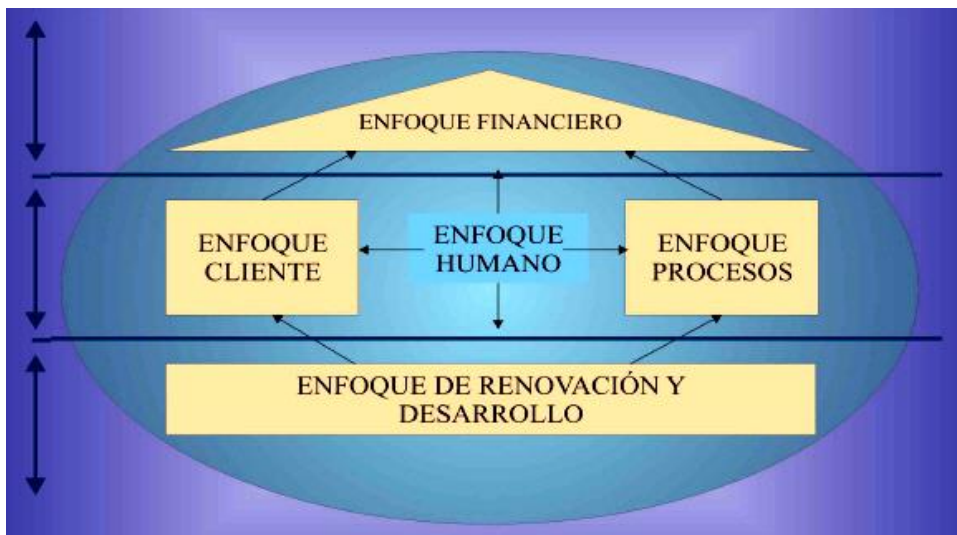 ENFOQUE FINANCIERO
ENFOQUE
CLIENTE
ENFOQUE
HUMANO
ENFOQUE
PROCESOS
ENFOQUE DE RENOVACIÓN Y
DESARROLLO